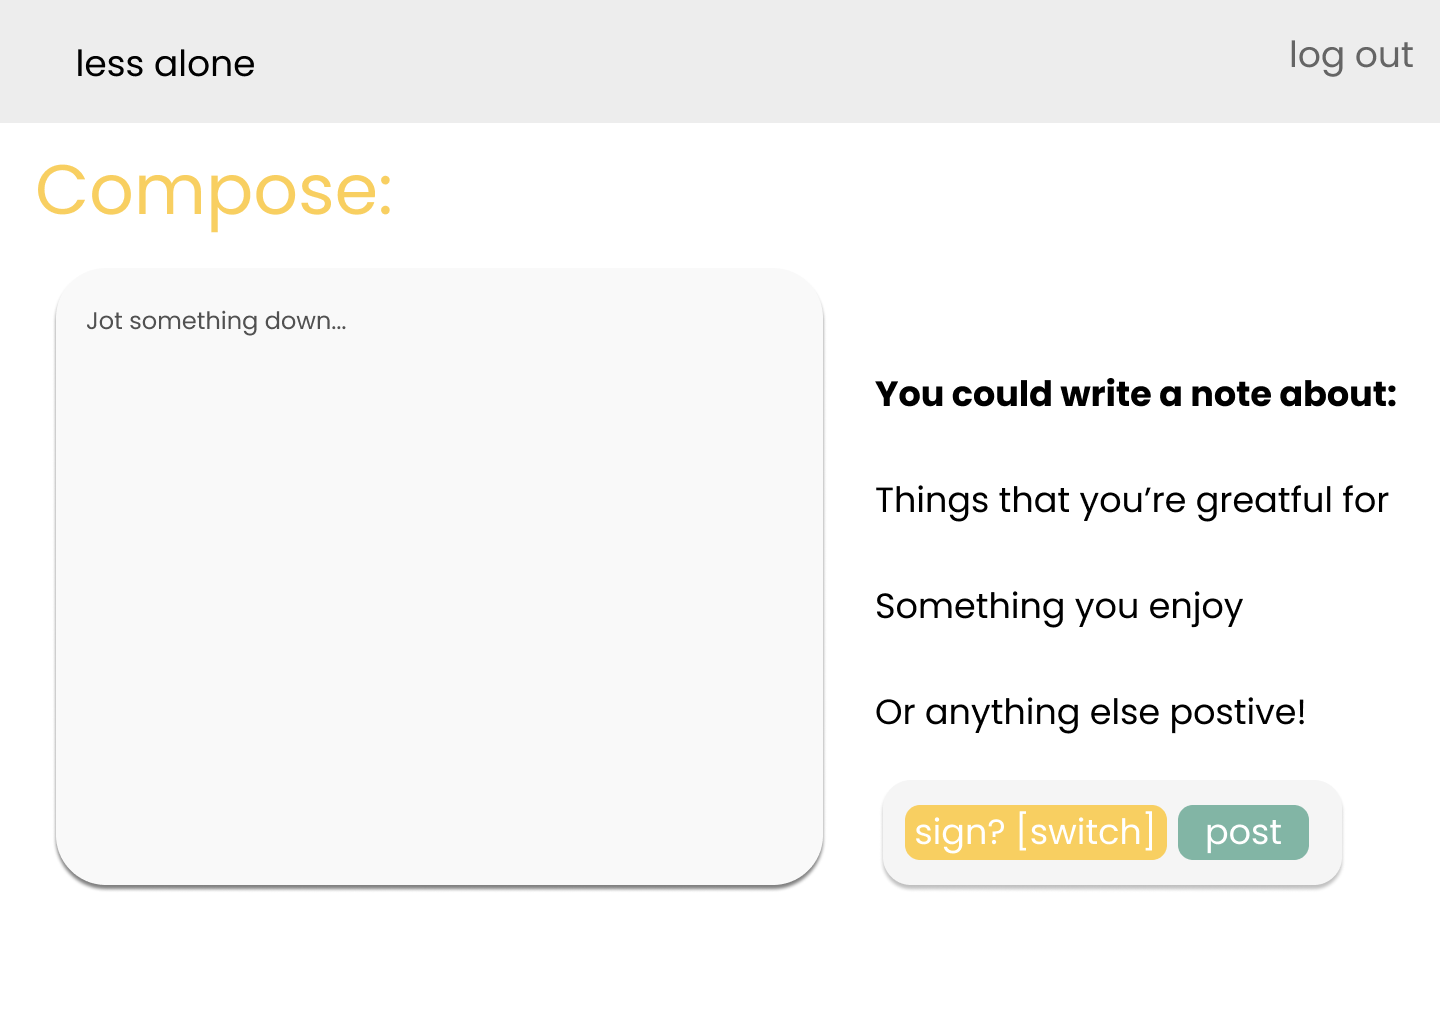 less alone
log out
Compose:
Jot something down...
You could write a note about:
Things that you’re greatful for
Something you enjoy
Or anything else postive!
sign? [switch]
post